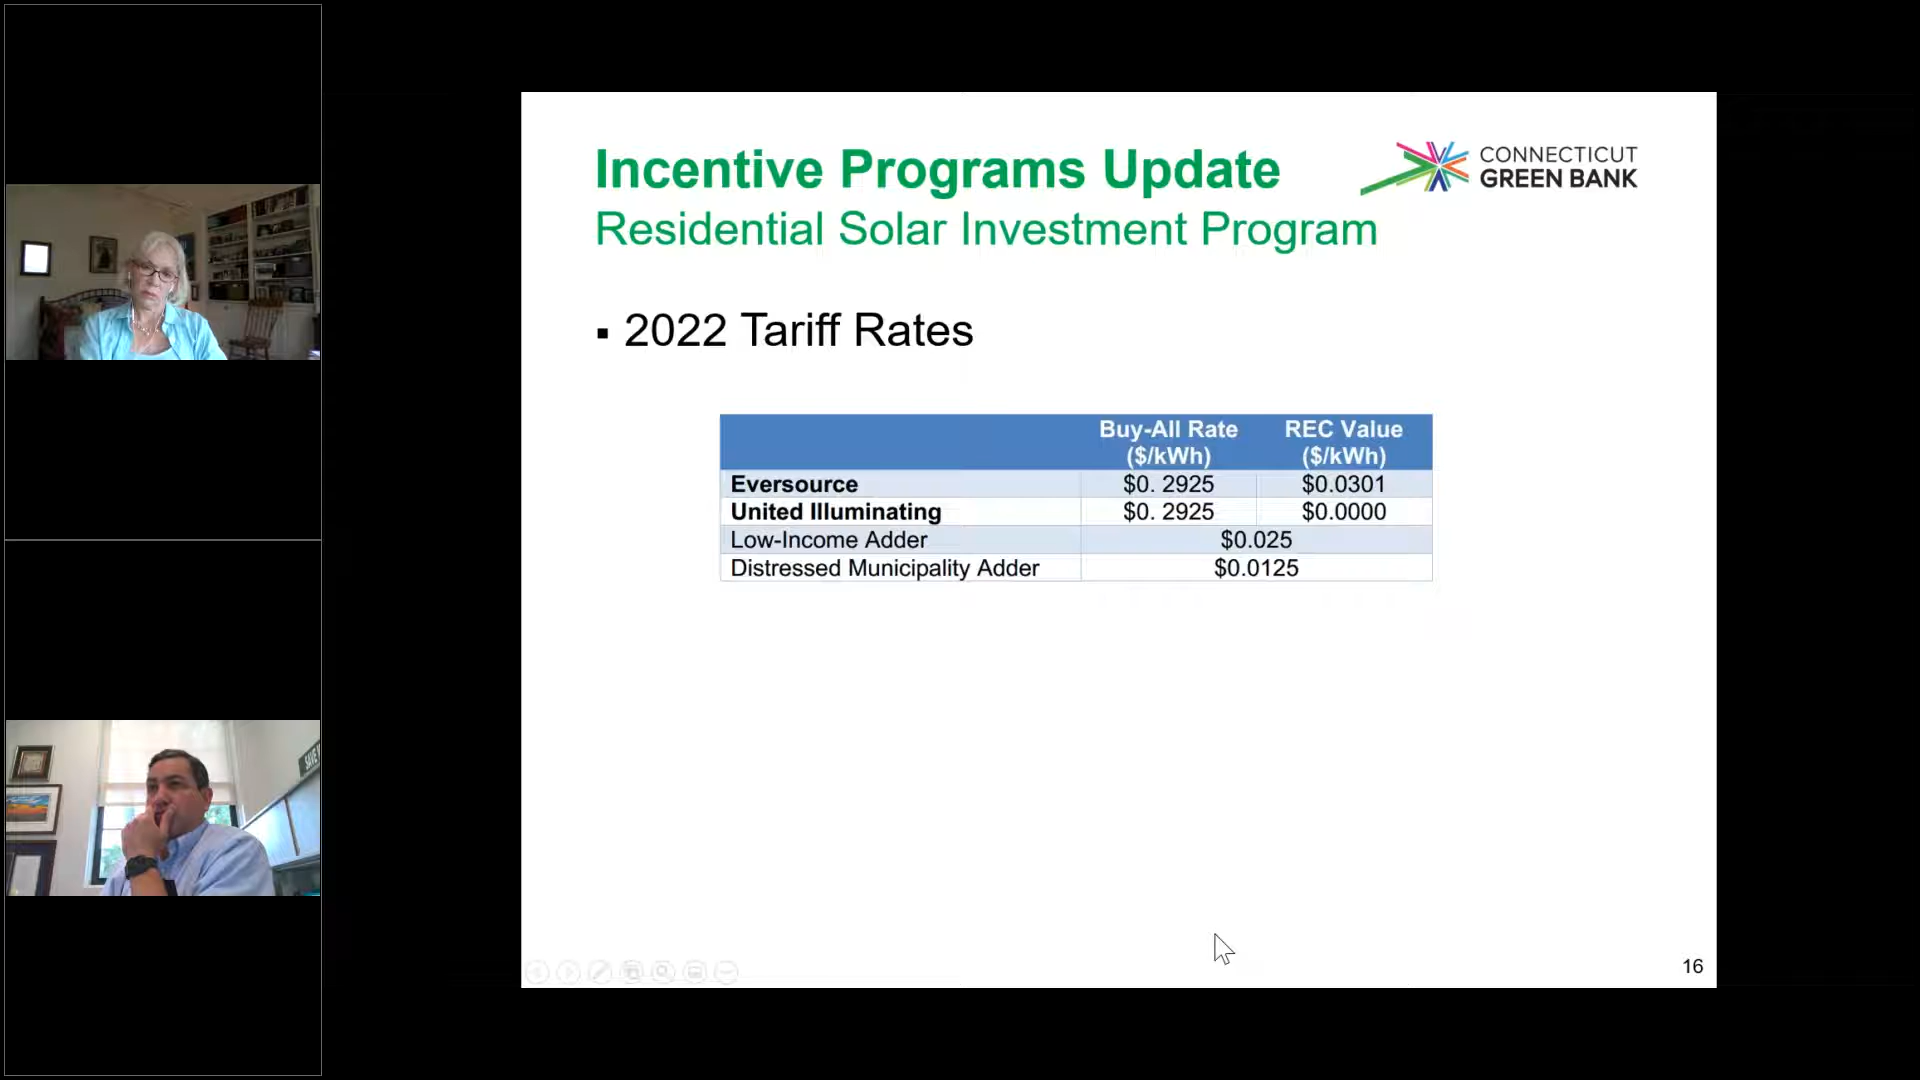 Incentive Programs Update
Residential Solar Investment Program
CONNECTICUT
GREEN BANK
▪ 2022 Tariff Rates
Buy-All Rate ($/kWh) REC Value ($/kWh)
Eversource $0. 2925 $0.0301
United Illuminating $0. 2925 $0.0000
Low-Income Adder $0.025
Distressed Municipality Adder $0.0125
16